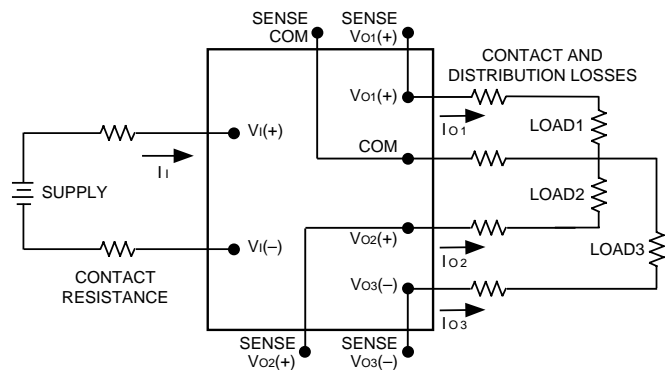 SENSE
COM
SENSE
VO1(+)
CONTACT AND
DISTRIBUTION LOSSES
VO1(+)
IO1
LOAD1
VI(+)
COM
II
SUPPLY
LOAD2
VO2(+)
VI(–)
IO2
LOAD3
CONTACT
RESISTANCE
VO3(–)
IO3
SENSE
VO2(+)
SENSE
VO3(–)